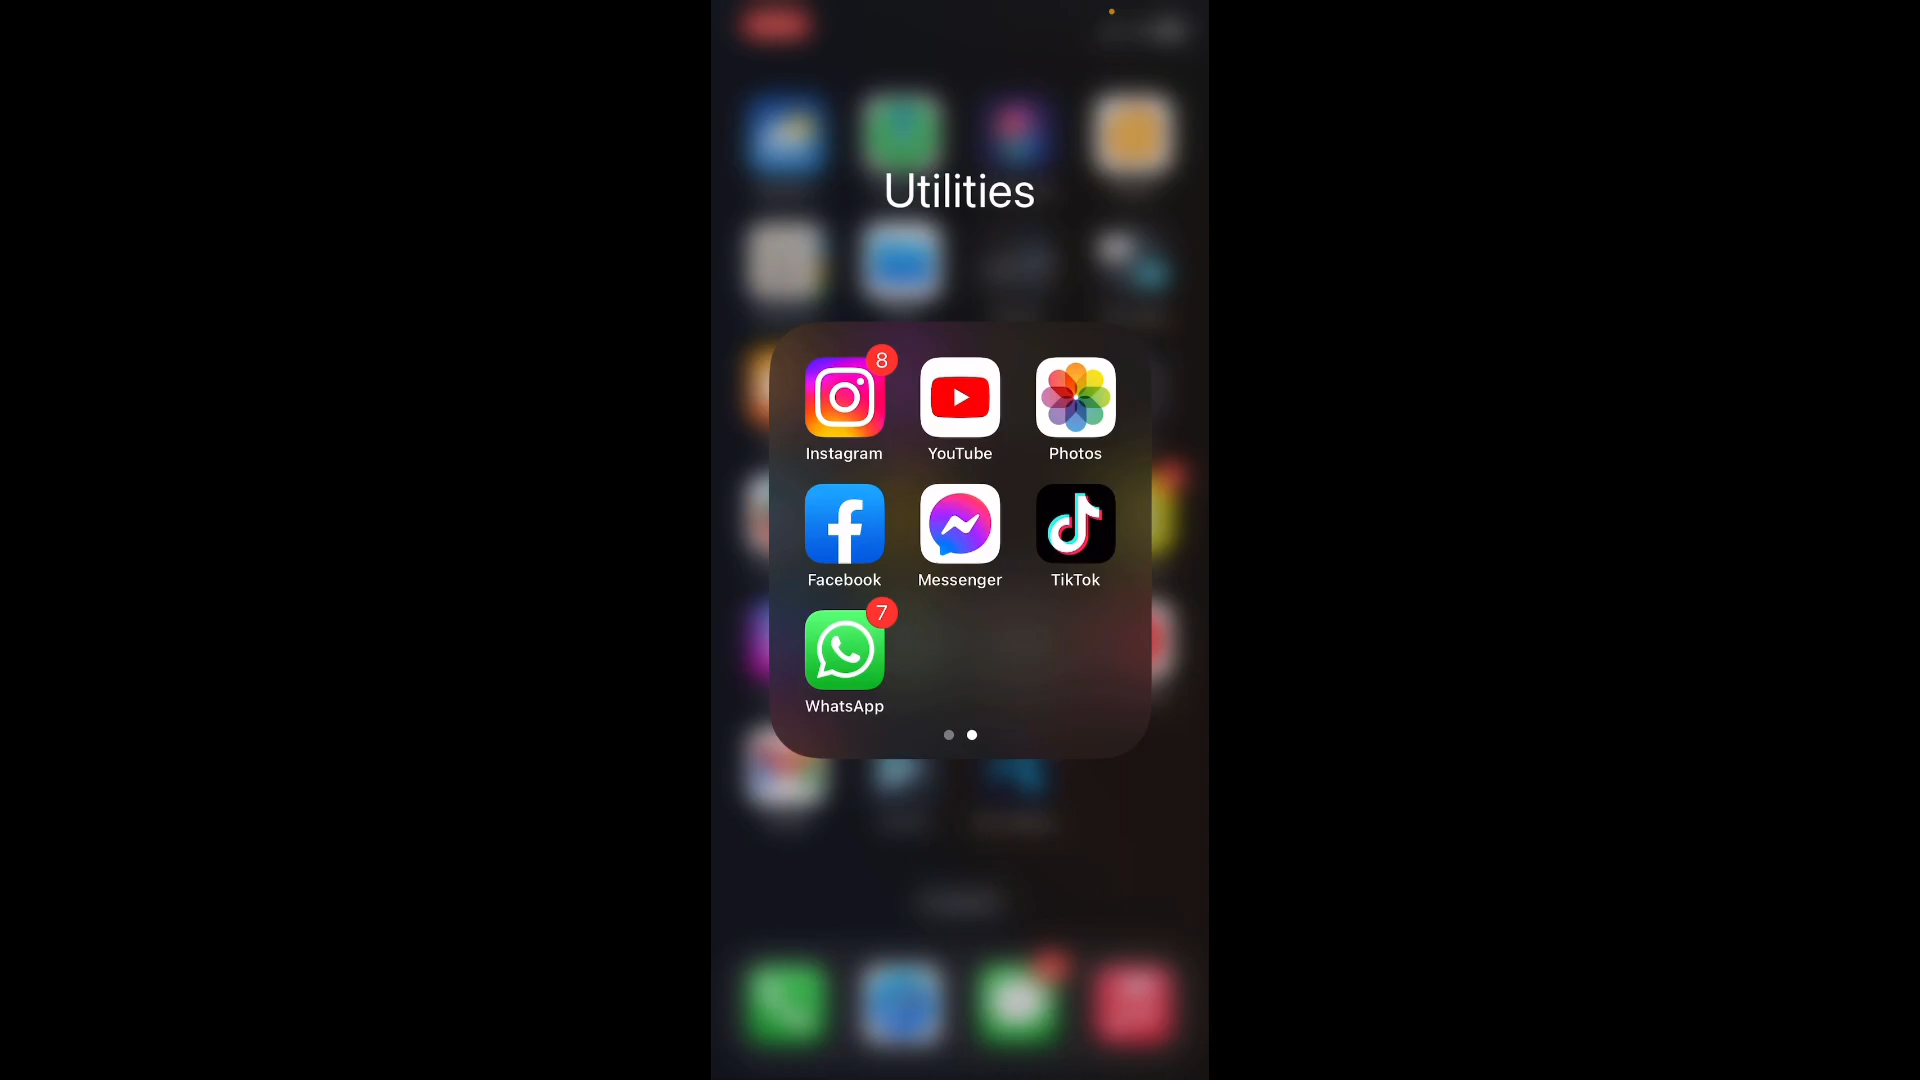 Utilities
8
Instagram YouTube Photos
Facebook Messenger TikTok
7
WhatsApp